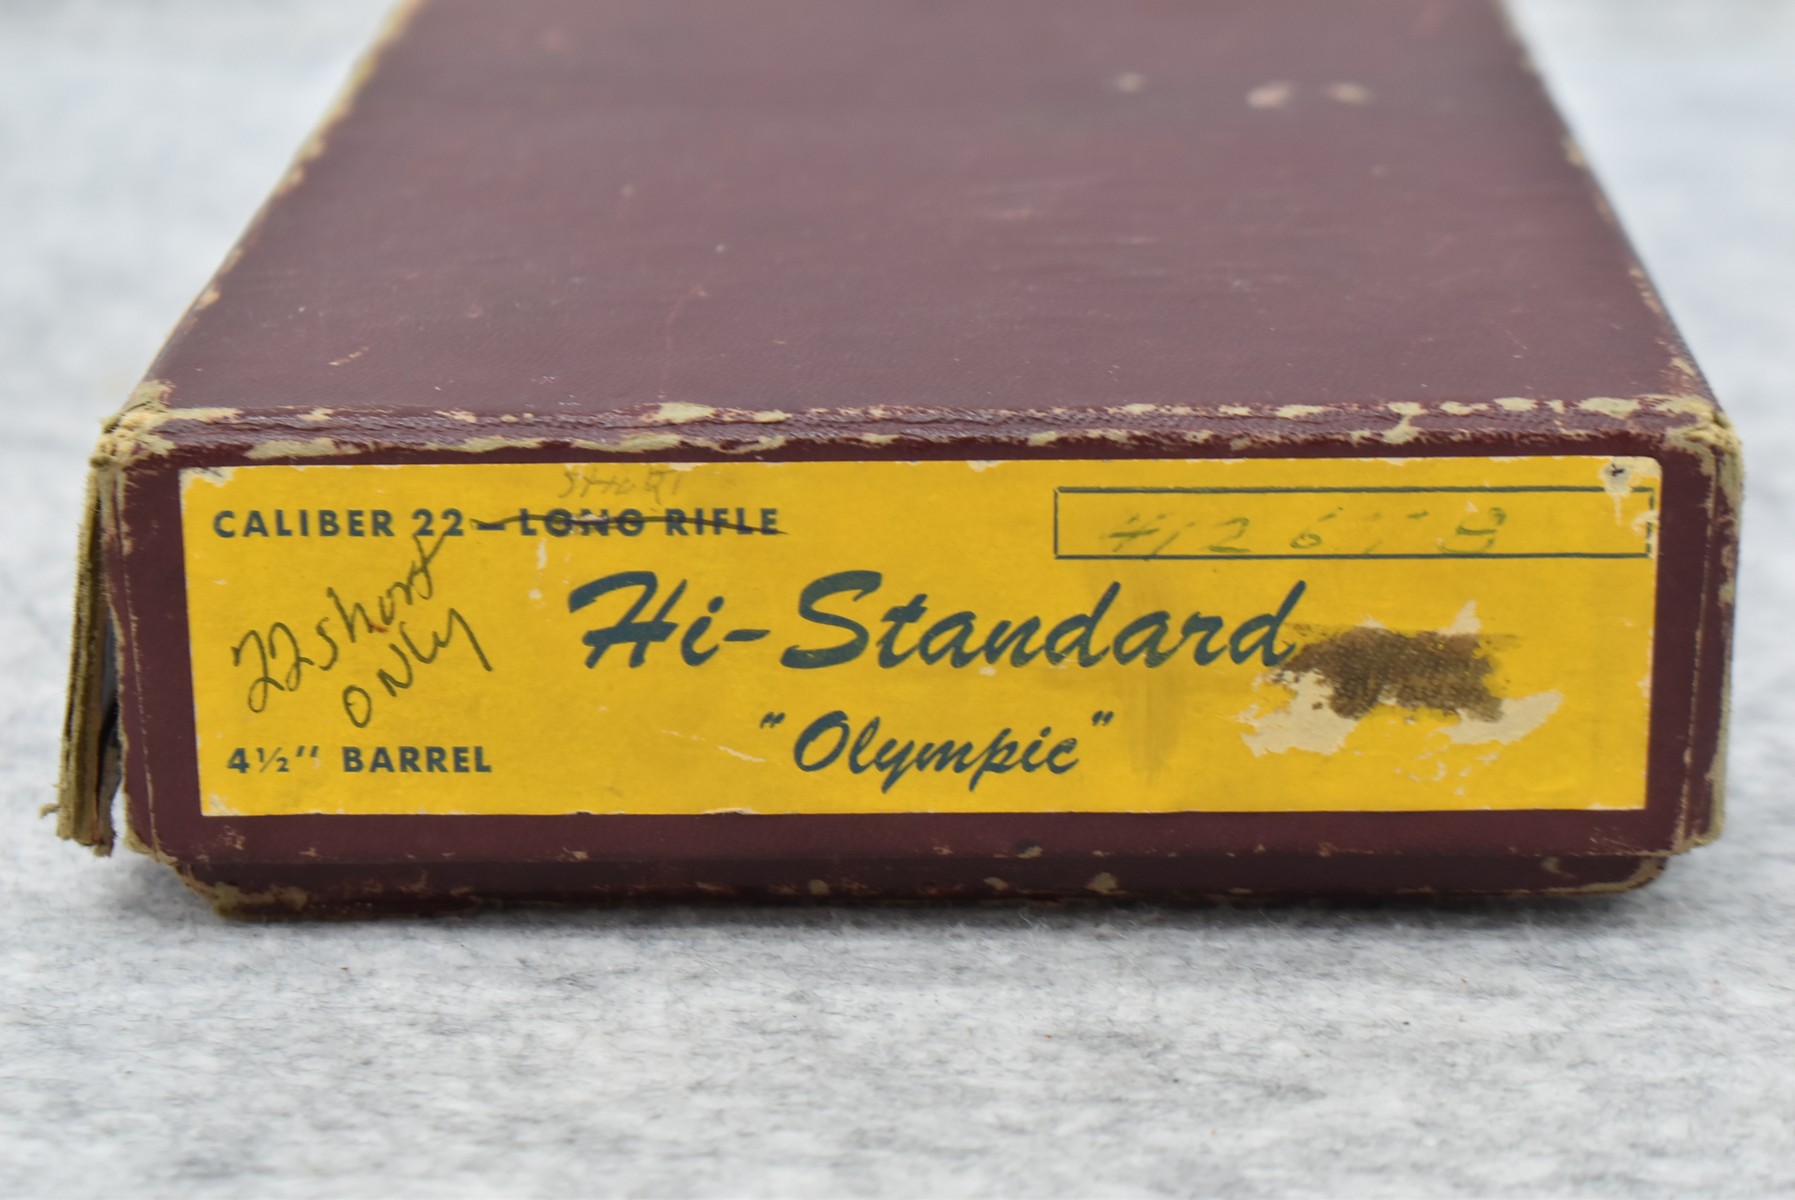 SHORT
CALIBER 22 - LONG RIFLE
22 short
ONLY
Hi-Standard
"Olympic"
4½" BARREL